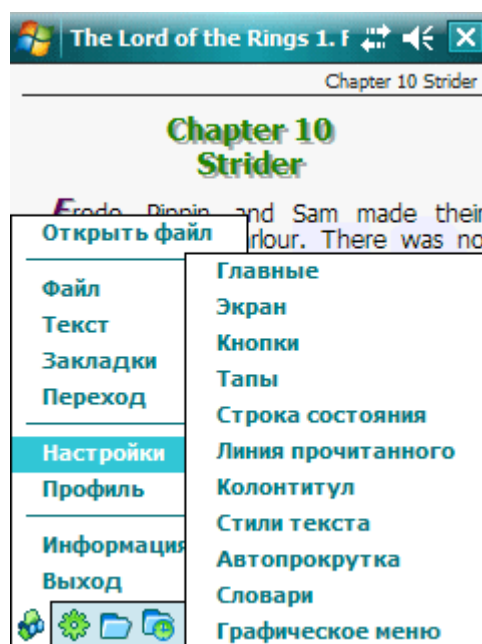 The Lord of the Rings 1. F
Chapter 10 Strider
Chapter 10
Strider
Frodo, Pippin, and Sam made their
rlour. There was no
Открыть файл
Файл
Текст
Закладки
Переход
Настройки
Профиль
Информация
Выход
Главные
Экран
Кнопки
Тапы
Строка состояния
Линия прочитанного
Колонтитул
Стили текста
Автопрокрутка
Словари
Графическое меню